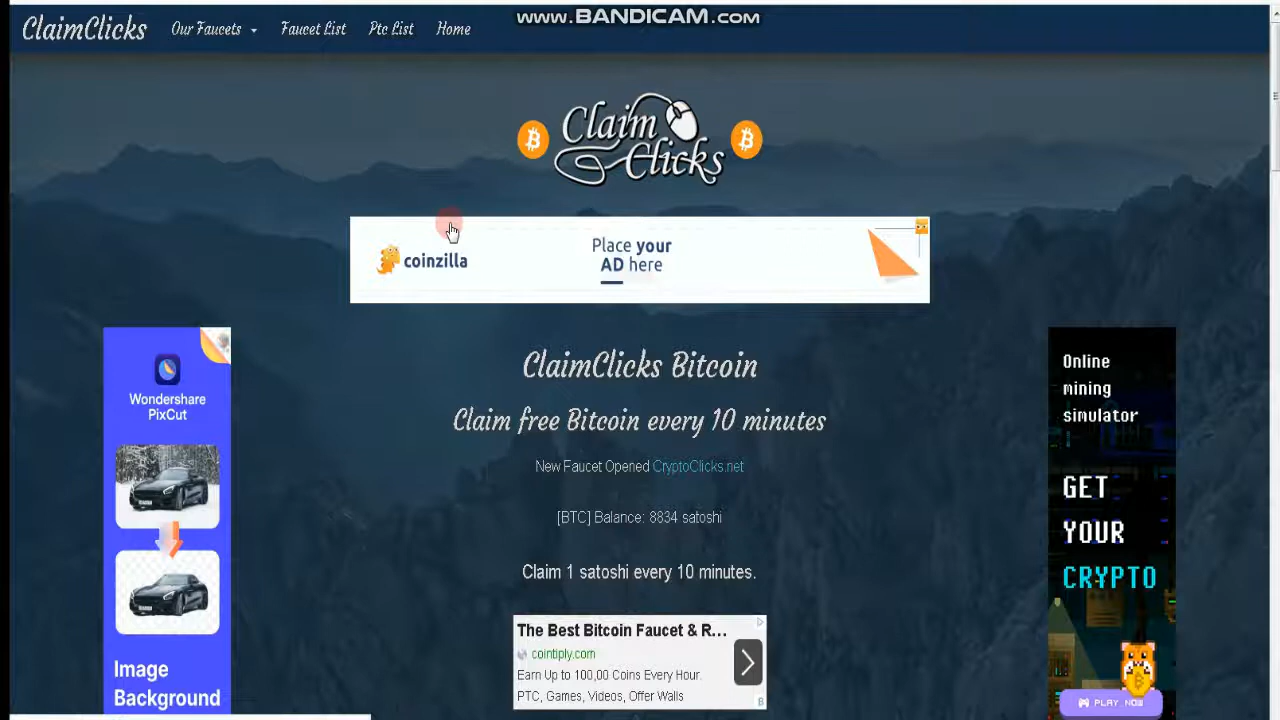 www.BANDICAM.com
ClaimClicks Our Faucets Faucet List Ptc List Home
Claim
Clicks
coinzilla
Place your
AD here
Wondershare
PixCut
Image
Background
ClaimClicks Bitcoin
Claim free Bitcoin every 10 minutes
New Faucet Opened CryptoClicks.net
[BTC] Balance: 8834 satoshi
Claim 1 satoshi every 10 minutes.
The Best Bitcoin Faucet & R...
cointiply.com
Earn Up to 100,00 Coins Every Hour.
PTC, Games, Videos, Offer Walls
Online
mining
simulator
GET
YOUR
CRYPTO
PLAY NOW